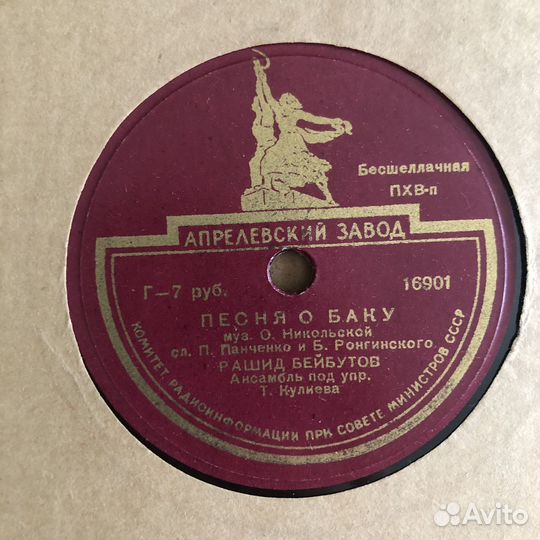 Бесшеллачная
ПХВ-п
АПРЕЛЕВСКИЙ ЗАВОД
Г—7 руб.
16901
ПЕСНЯ О БАКУ
муз. О. Никольской
сл. П. Панченко и Б. Ронгинского
РАШИД БЕЙБУТОВ
Ансамбль под упр.
Т. Кулиева
КОМИТЕТ РАДИОИНФОРМАЦИИ ПРИ СОВЕТЕ МИНИСТРОВ СССР
Avito